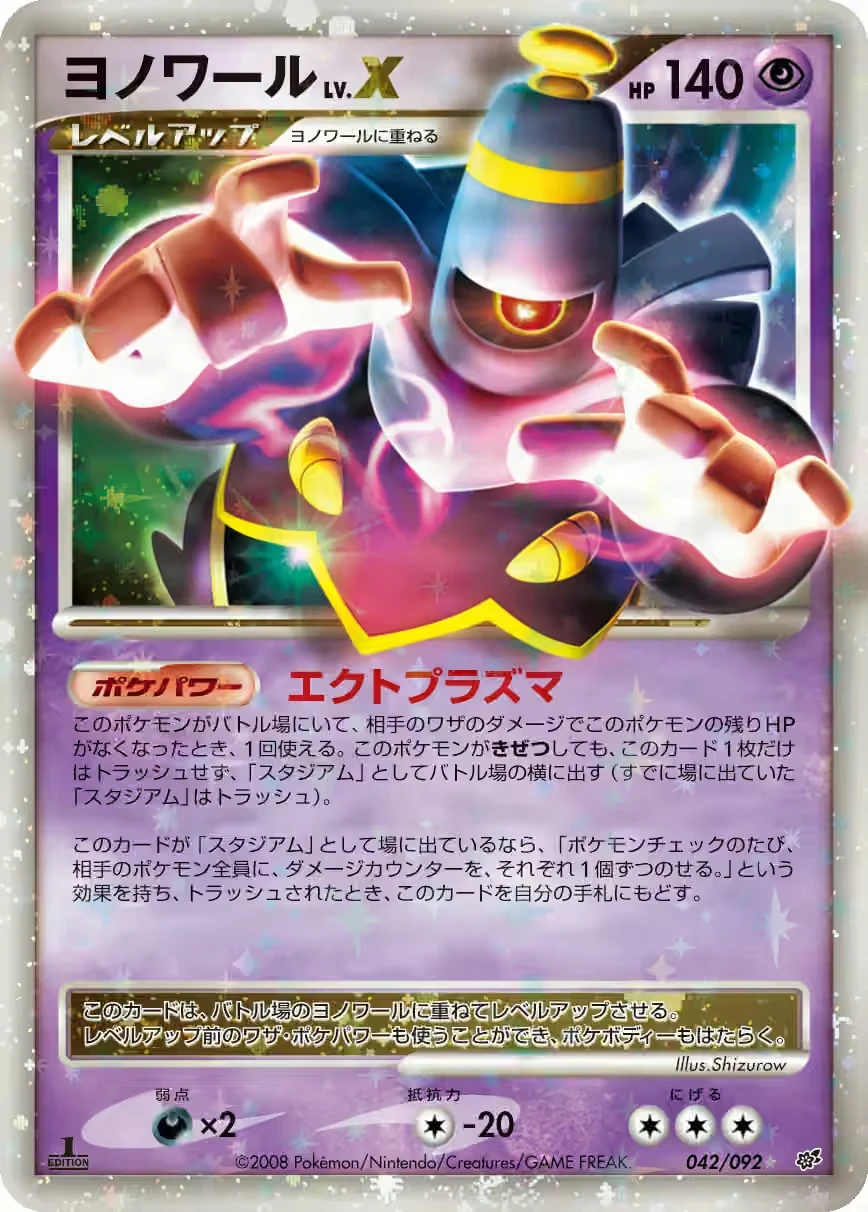 ヨノワール LV.X HP 140
レベルアップ ヨノワールに重ねる
ポケパワー エクトプラズマ
このポケモンがバトル場にいて、相手のワザのダメージでこのポケモンの残りHP
がなくなったとき、1回使える。このポケモンがきぜつしても、このカード1枚だけ
はトラッシュせず、「スタジアム」としてバトル場の横に出す(すでに場に出ていた
「スタジアム」はトラッシュ)。
このカードが「スタジアム」として場に出ているなら、「ポケモンチェックのたび、
相手のポケモン全員に、ダメージカウンターを、それぞれ1個ずつのせる。」という
効果を持ち、トラッシュされたとき、このカードを自分の手札にもどす。
このカードは、バトル場のヨノワールに重ねてレベルアップさせる。
レベルアップ前のワザ・ポケパワーも使うことができ、ポケボディーもはたらく。
Illus.Shizurow
弱点 抵抗力 にげる
×2 -20
1 EDITION
©2008 Pokémon/Nintendo/Creatures/GAME FREAK. 042/092